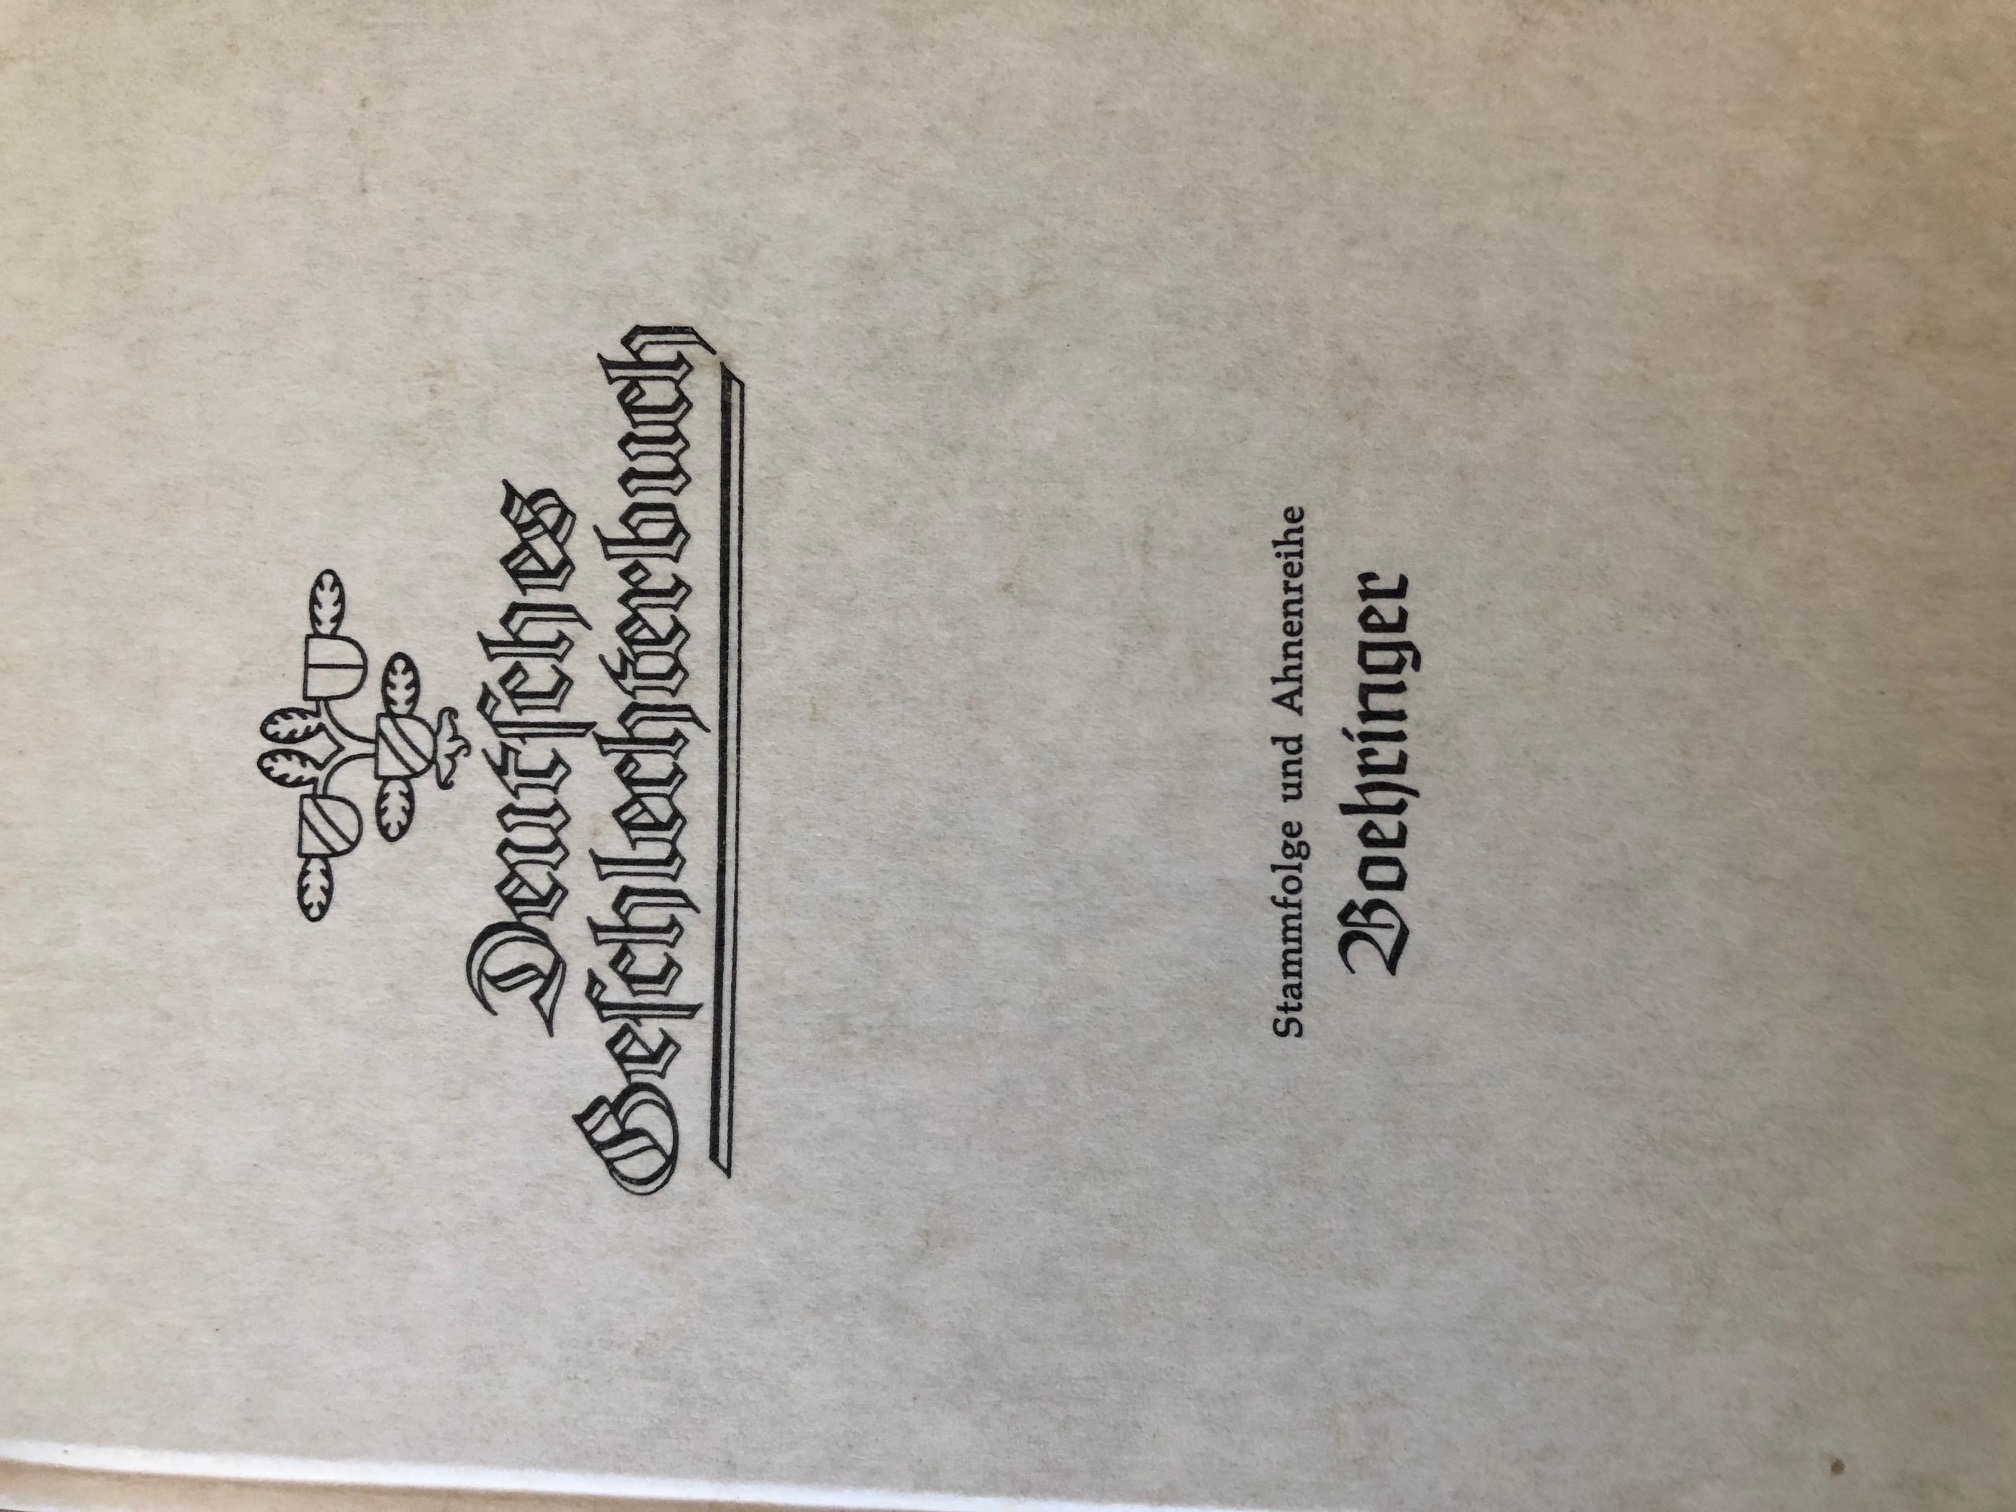 Deutſches
Geſchlechterbuch
Stammfolge und Ahnenreihe
Boehringer